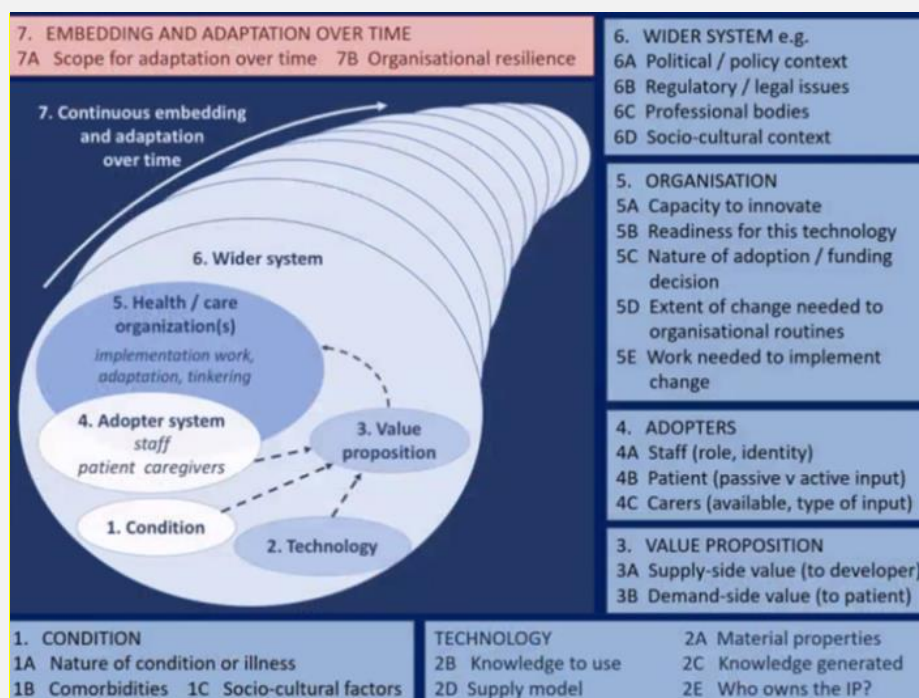 7. EMBEDDING AND ADAPTATION OVER TIME
7A Scope for adaptation over time 7B Organisational resilience
7. Continuous embedding
and adaptation
over time
6. Wider system
5. Health / care
organization(s)
implementation work,
adaptation, tinkering
4. Adopter system
staff
patient caregivers
3. Value
proposition
1. Condition
2. Technology
6. WIDER SYSTEM e.g.
6A Political / policy context
6B Regulatory / legal issues
6C Professional bodies
6D Socio-cultural context
5. ORGANISATION
5A Capacity to innovate
5B Readiness for this technology
5C Nature of adoption / funding
decision
5D Extent of change needed to
organisational routines
5E Work needed to implement
change
4. ADOPTERS
4A Staff (role, identity)
4B Patient (passive v active input)
4C Carers (available, type of input)
3. VALUE PROPOSITION
3A Supply-side value (to developer)
3B Demand-side value (to patient)
1. CONDITION
1A Nature of condition or illness
1B Comorbidities 1C Socio-cultural factors
TECHNOLOGY 2A Material properties
2B Knowledge to use 2C Knowledge generated
2D Supply model 2E Who owns the IP?